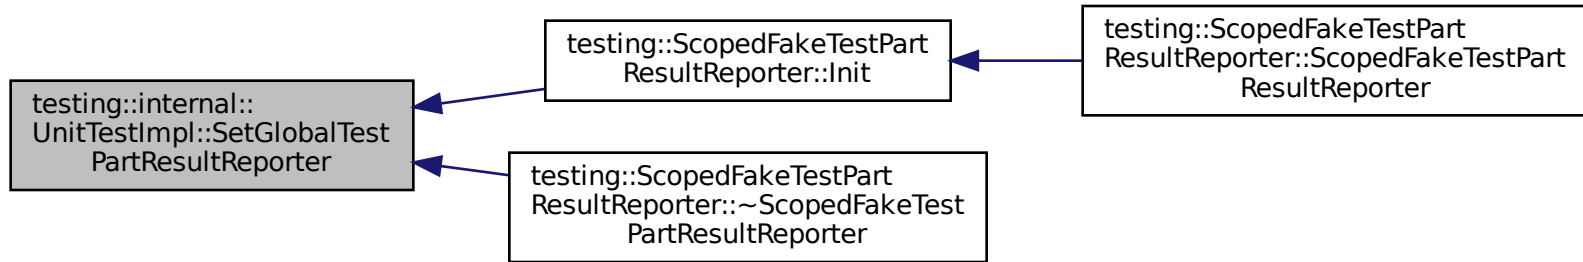 testing::internal::
UnitTestImpl::SetGlobalTest
PartResultReporter
testing::ScopedFakeTestPart
ResultReporter::Init
testing::ScopedFakeTestPart
ResultReporter::ScopedFakeTestPart
ResultReporter
testing::ScopedFakeTestPart
ResultReporter::~ScopedFakeTest
PartResultReporter